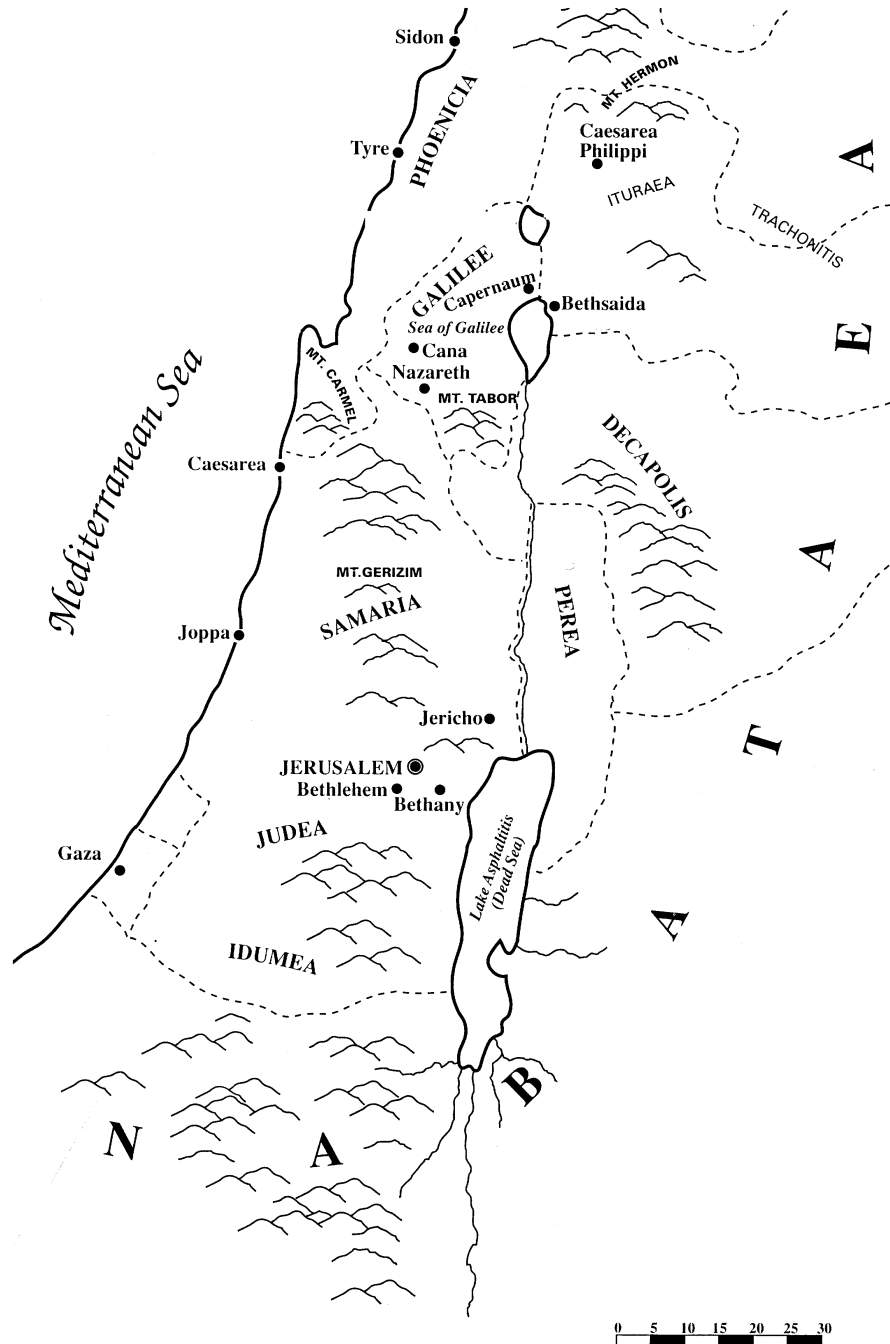 Sidon
MT. HERMON
PHOENICIA
Caesarea
Philippi
Tyre
ITURAEA
TRACHONITIS
GALILEE
Capernaum
Bethsaida
Sea of Galilee
Cana
MT. CARMEL
Nazareth
MT. TABOR
Mediterranean Sea
DECAPOLIS
Caesarea
MT.GERIZIM
SAMARIA
PEREA
Joppa
Jericho
JERUSALEM
Bethlehem
Bethany
JUDEA
Gaza
Lake Asphaltitis
(Dead Sea)
IDUMEA
N A B A T A E A
0 5 10 15 20 25 30